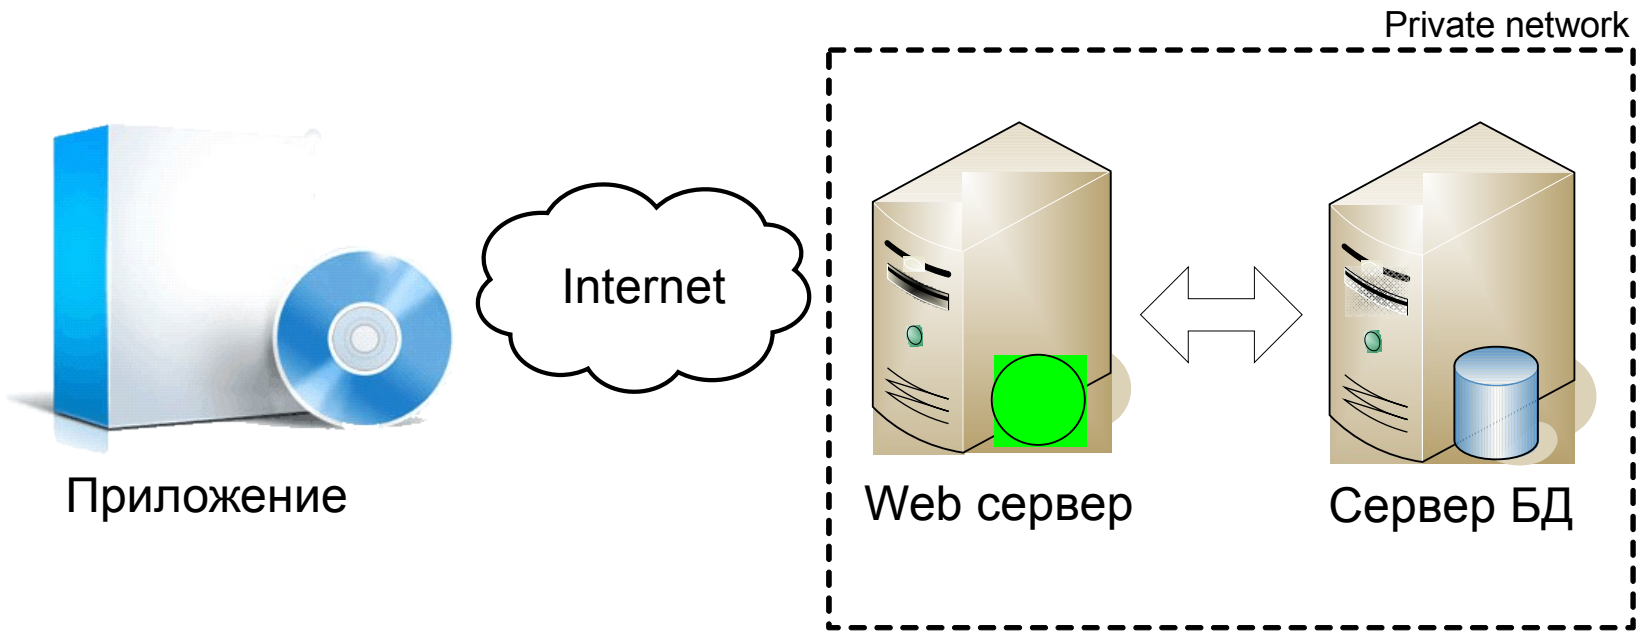 Private network
Internet
Приложение
Web сервер
Сервер БД